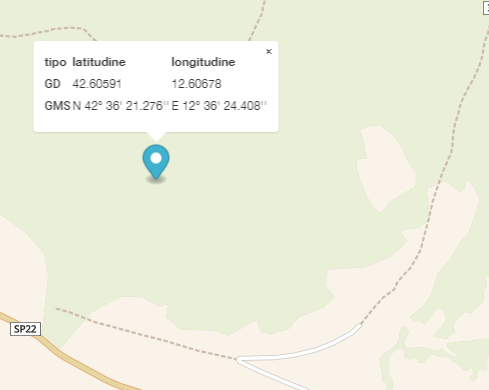 ×
tipo latitudine longitudine
GD 42.60591 12.60678
GMS N 42° 36' 21.276'' E 12° 36' 24.408''
SP22